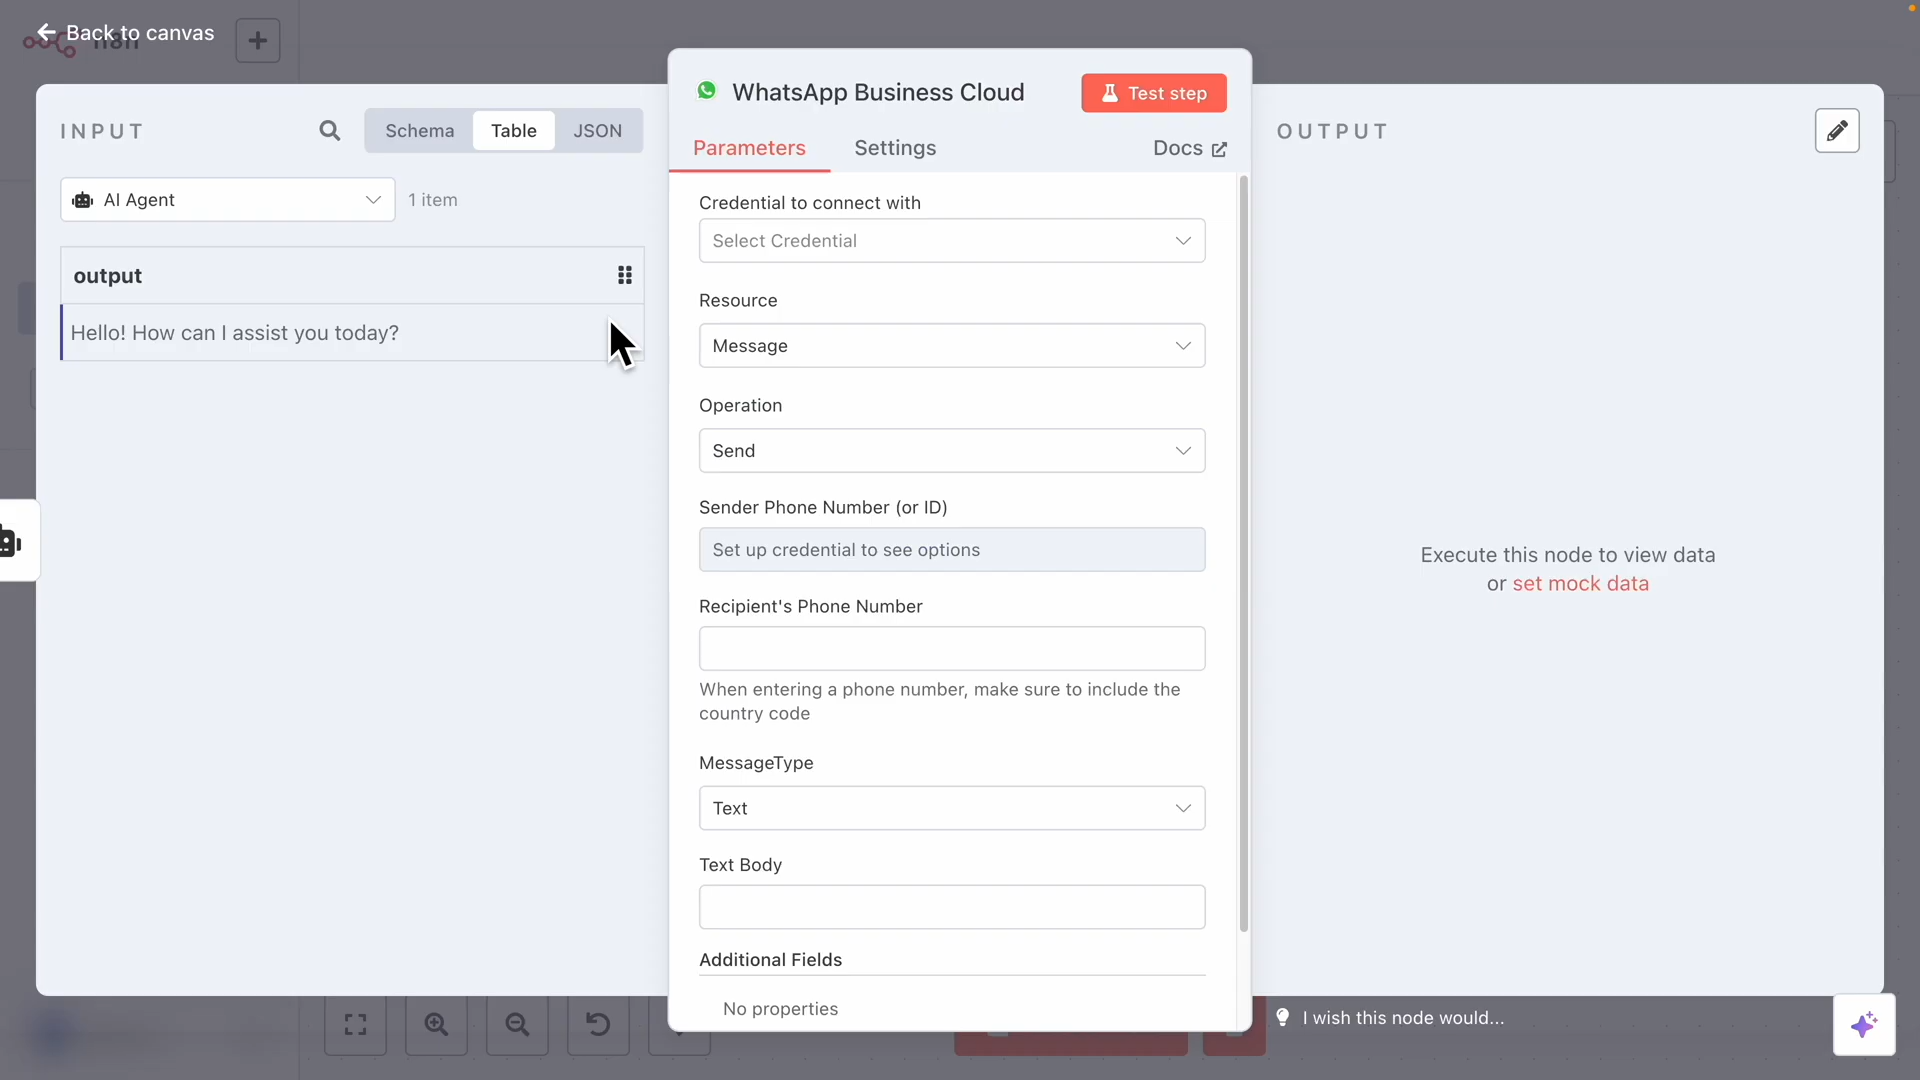 Back to canvas
n8n
INPUT
Schema
Table
JSON
AI Agent
1 item
output
Hello! How can I assist you today?
WhatsApp Business Cloud
Test step
Parameters
Settings
Docs
Credential to connect with
Select Credential
Resource
Message
Operation
Send
Sender Phone Number (or ID)
Set up credential to see options
Recipient's Phone Number
When entering a phone number, make sure to include the
country code
MessageType
Text
Text Body
Additional Fields
No properties
OUTPUT
Execute this node to view data
or set mock data
I wish this node would...